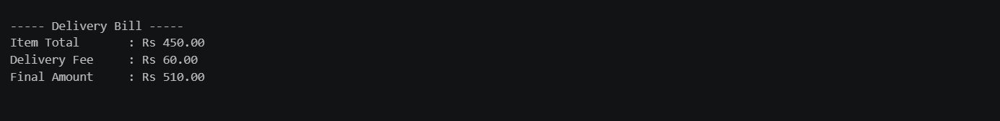 ----- Delivery Bill -----
Item Total       : Rs 450.00
Delivery Fee     : Rs 60.00
Final Amount     : Rs 510.00